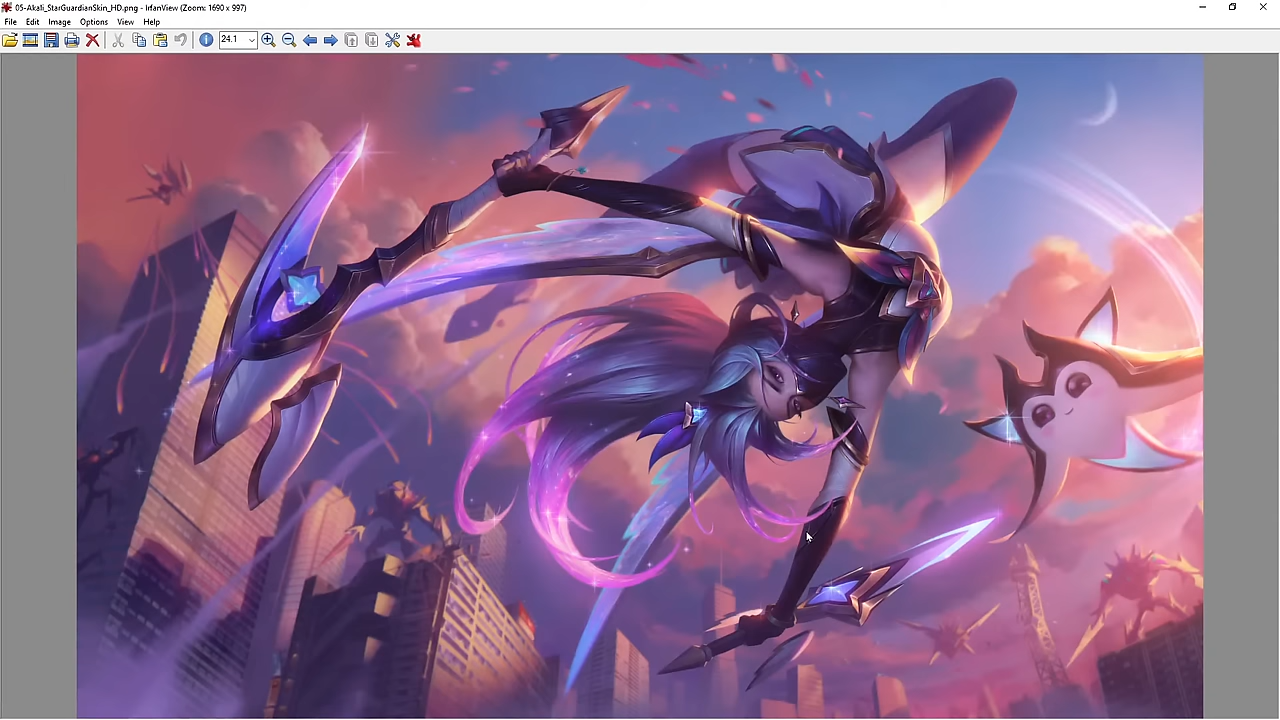 05-Akali_StarGuardianSkin_HD.png - IrfanView (Zoom: 1690 x 997)
File Edit Image Options View Help
24.1